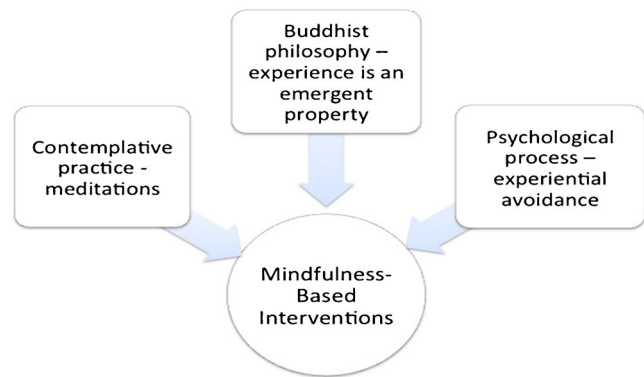 Buddhist
philosophy –
experience is an
emergent
property
Contemplative
practice -
meditations
Psychological
process –
experiential
avoidance
Mindfulness-
Based
Interventions